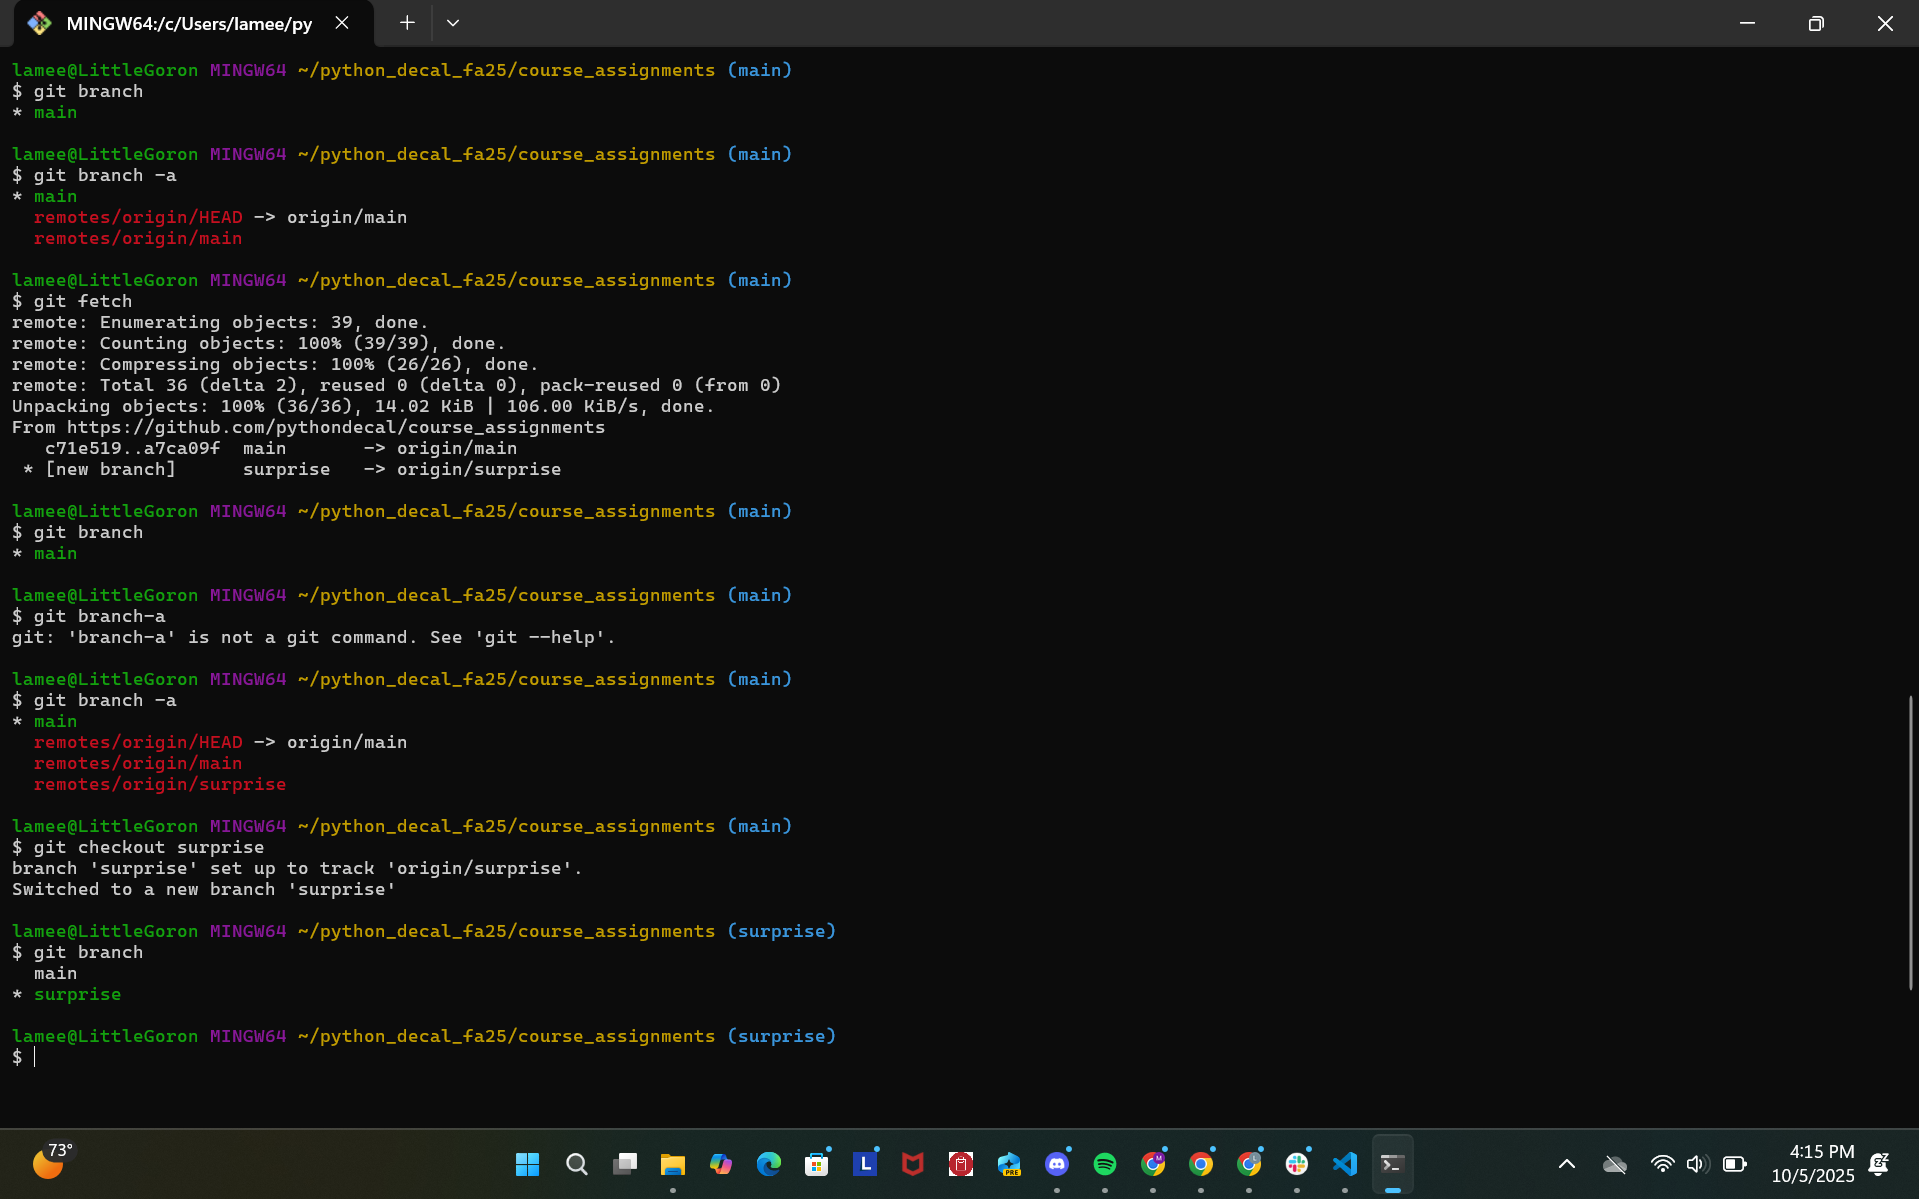 MINGW64:/c/Users/lamee/py
lamee@LittleGoron MINGW64 ~/python_decal_fa25/course_assignments (main)
$ git branch
* main
lamee@LittleGoron MINGW64 ~/python_decal_fa25/course_assignments (main)
$ git branch -a
* main
  remotes/origin/HEAD -> origin/main
  remotes/origin/main
lamee@LittleGoron MINGW64 ~/python_decal_fa25/course_assignments (main)
$ git fetch
remote: Enumerating objects: 39, done.
remote: Counting objects: 100% (39/39), done.
remote: Compressing objects: 100% (26/26), done.
remote: Total 36 (delta 2), reused 0 (delta 0), pack-reused 0 (from 0)
Unpacking objects: 100% (36/36), 14.02 KiB | 106.00 KiB/s, done.
From https://github.com/pythondecal/course_assignments
   c71e519..a7ca09f  main       -> origin/main
 * [new branch]      surprise   -> origin/surprise
lamee@LittleGoron MINGW64 ~/python_decal_fa25/course_assignments (main)
$ git branch
* main
lamee@LittleGoron MINGW64 ~/python_decal_fa25/course_assignments (main)
$ git branch-a
git: 'branch-a' is not a git command. See 'git --help'.
lamee@LittleGoron MINGW64 ~/python_decal_fa25/course_assignments (main)
$ git branch -a
* main
  remotes/origin/HEAD -> origin/main
  remotes/origin/main
  remotes/origin/surprise
lamee@LittleGoron MINGW64 ~/python_decal_fa25/course_assignments (main)
$ git checkout surprise
branch 'surprise' set up to track 'origin/surprise'.
Switched to a new branch 'surprise'
lamee@LittleGoron MINGW64 ~/python_decal_fa25/course_assignments (surprise)
$ git branch
  main
* surprise
lamee@LittleGoron MINGW64 ~/python_decal_fa25/course_assignments (surprise)
$
73°
L
PRE
M
L
4:15 PM
10/5/2025